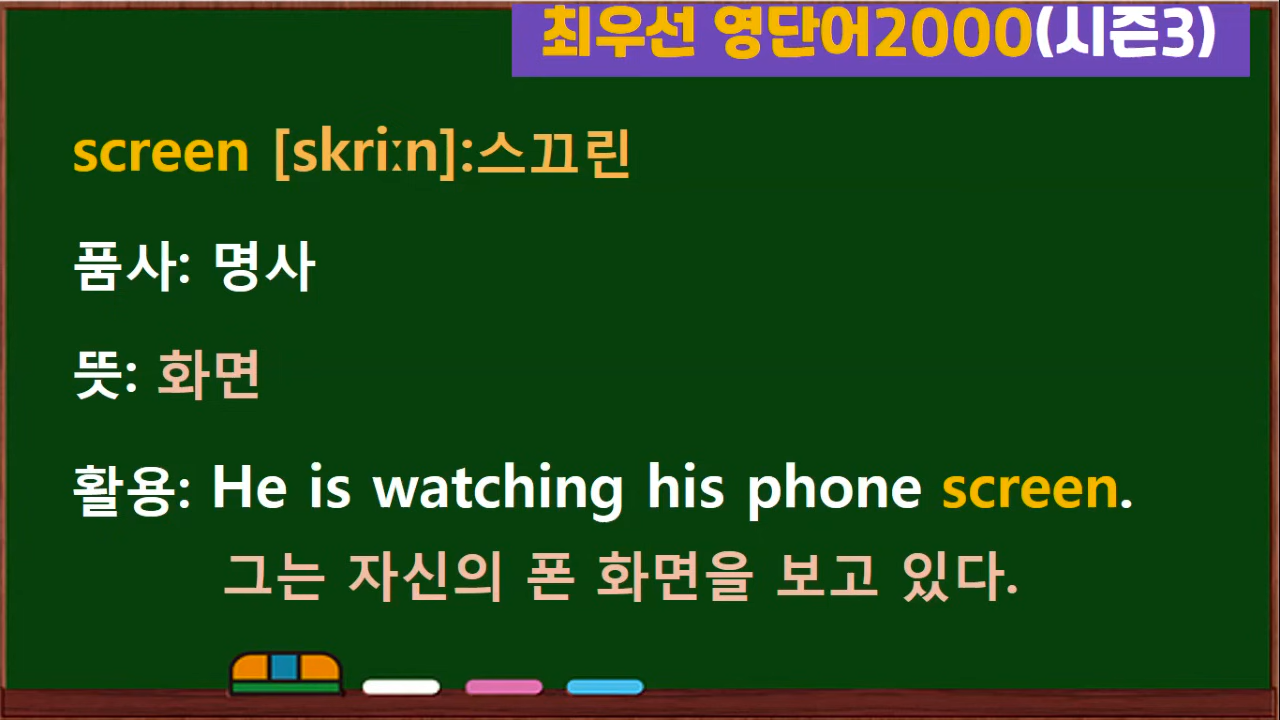 최우선 영단어2000(시즌3)
screen [skriːn]:스끄린
품사: 명사
뜻: 화면
활용: He is watching his phone screen.
그는 자신의 폰 화면을 보고 있다.